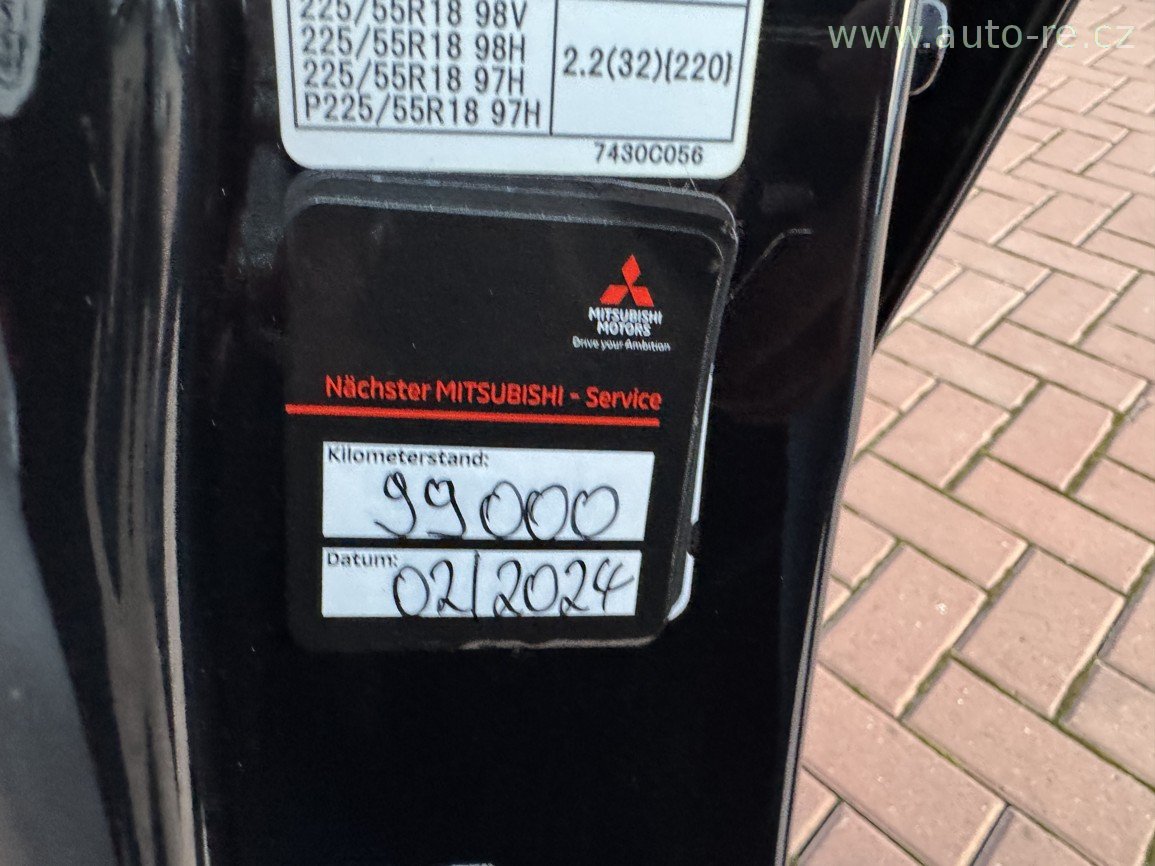 www.auto-re.cz
225/55R18 98V
225/55R18 98H
225/55R18 97H
P225/55R18 97H
2.2(32)[220]
7430C056
MITSUBISHI
MOTORS
Drive your Ambition
Nächster MITSUBISHI - Service
Kilometerstand:
99000
Datum:
02/2024